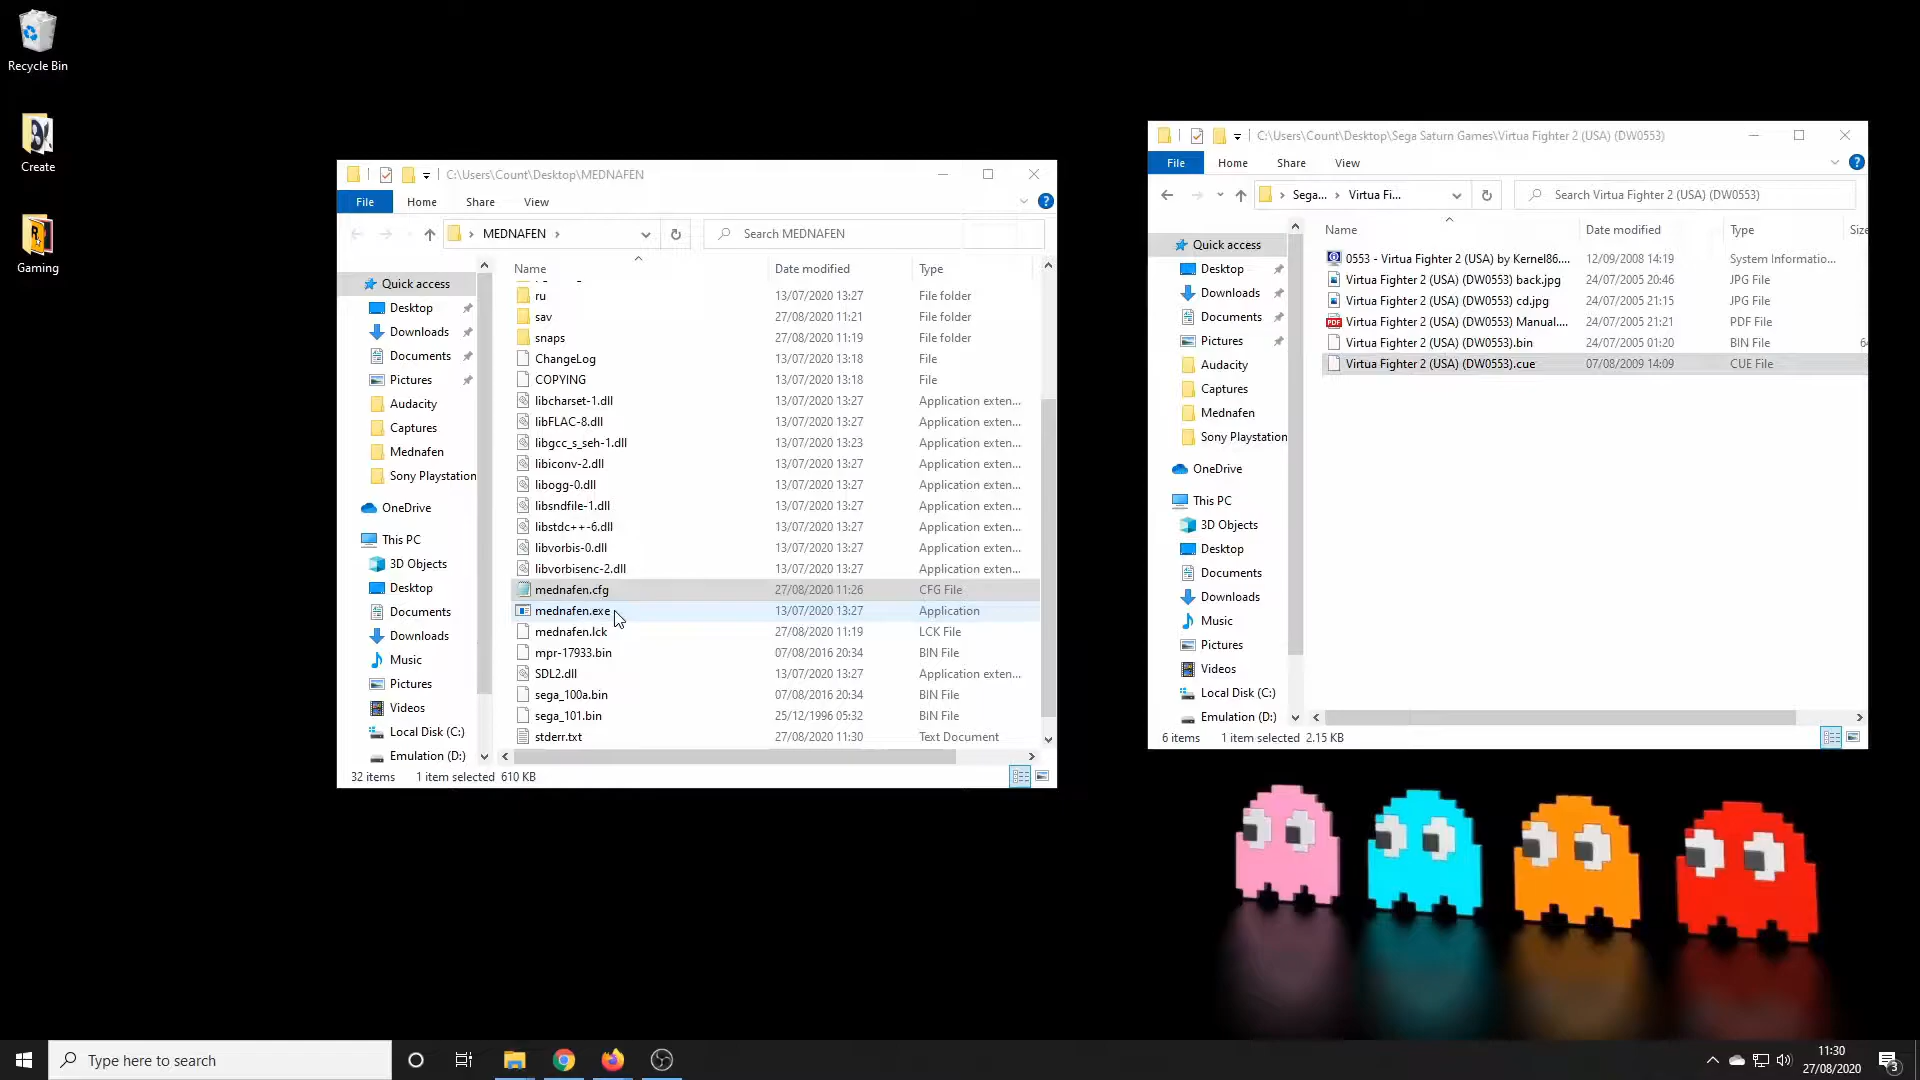 Recycle Bin
Create
Gaming
C:\Users\Count\Desktop\MEDNAFEN
File Home Share View
MEDNAFEN
Search MEDNAFEN
Quick access
Desktop
Downloads
Documents
Pictures
Audacity
Captures
Mednafen
Sony Playstation
OneDrive
This PC
3D Objects
Desktop
Documents
Downloads
Music
Pictures
Videos
Local Disk (C:)
Emulation (D:)
Name Date modified Type
ru 13/07/2020 13:27 File folder
sav 27/08/2020 11:21 File folder
snaps 27/08/2020 11:19 File folder
ChangeLog 13/07/2020 13:18 File
COPYING 13/07/2020 13:18 File
libcharset-1.dll 13/07/2020 13:27 Application exten...
libFLAC-8.dll 13/07/2020 13:27 Application exten...
libgcc_s_seh-1.dll 13/07/2020 13:23 Application exten...
libiconv-2.dll 13/07/2020 13:27 Application exten...
libogg-0.dll 13/07/2020 13:27 Application exten...
libsndfile-1.dll 13/07/2020 13:27 Application exten...
libstdc++-6.dll 13/07/2020 13:27 Application exten...
libvorbis-0.dll 13/07/2020 13:27 Application exten...
libvorbisenc-2.dll 13/07/2020 13:27 Application exten...
mednafen.cfg 27/08/2020 11:26 CFG File
mednafen.exe 13/07/2020 13:27 Application
mednafen.lck 27/08/2020 11:19 LCK File
mpr-17933.bin 07/08/2016 20:34 BIN File
SDL2.dll 13/07/2020 13:27 Application exten...
sega_100a.bin 07/08/2016 20:34 BIN File
sega_101.bin 25/12/1996 05:32 BIN File
stderr.txt 27/08/2020 11:30 Text Document
32 items 1 item selected 610 KB
C:\Users\Count\Desktop\Sega Saturn Games\Virtua Fighter 2 (USA) (DW0553)
File Home Share View
Sega... Virtua Fi...
Search Virtua Fighter 2 (USA) (DW0553)
Quick access
Desktop
Downloads
Documents
Pictures
Audacity
Captures
Mednafen
Sony Playstation
OneDrive
This PC
3D Objects
Desktop
Documents
Downloads
Music
Pictures
Videos
Local Disk (C:)
Emulation (D:)
Name Date modified Type Size
0553 - Virtua Fighter 2 (USA) by Kernel86.... 12/09/2008 14:19 System Informatio...
Virtua Fighter 2 (USA) (DW0553) back.jpg 24/07/2005 20:46 JPG File
Virtua Fighter 2 (USA) (DW0553) cd.jpg 24/07/2005 21:15 JPG File
Virtua Fighter 2 (USA) (DW0553) Manual.... 24/07/2005 21:21 PDF File
Virtua Fighter 2 (USA) (DW0553).bin 24/07/2005 01:20 BIN File
Virtua Fighter 2 (USA) (DW0553).cue 07/08/2009 14:09 CUE File
6 items 1 item selected 2.15 KB
Type here to search
11:30
27/08/2020
3